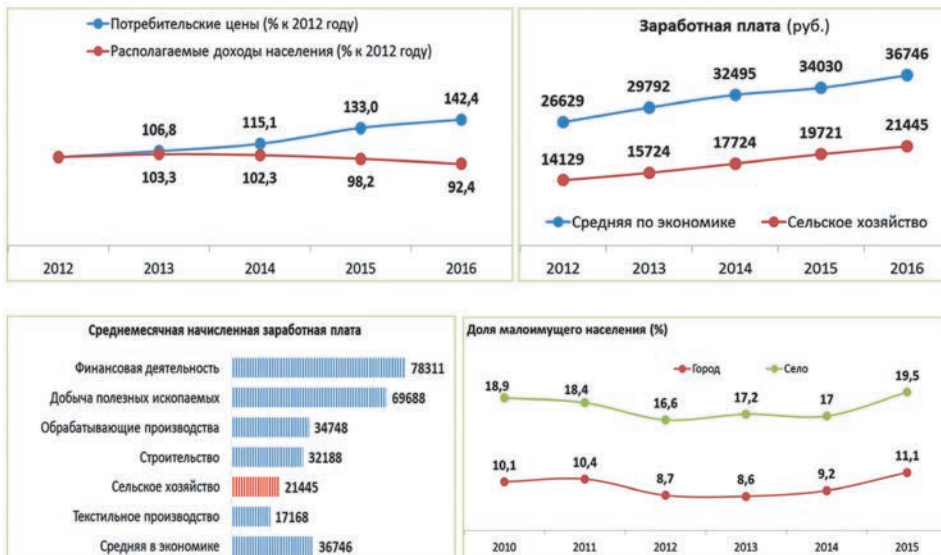 Потребительские цены (% к 2012 году)
Располагаемые доходы населения (% к 2012 году)
106,8
115,1
133,0
142,4
103,3
102,3
98,2
92,4
2012 2013 2014 2015 2016
Заработная плата (руб.)
26629
29792
32495
34030
36746
14129
15724
17724
19721
21445
Средняя по экономике Сельское хозяйство
2012 2013 2014 2015 2016
Среднемесячная начисленная заработная плата
Финансовая деятельность 78311
Добыча полезных ископаемых 69688
Обрабатывающие производства 34748
Строительство 32188
Сельское хозяйство 21445
Текстильное производство 17168
Средняя в экономике 36746
Доля малоимущего населения (%)
Город Село
18,9
18,4
16,6
17,2
17
19,5
10,1
10,4
8,7
8,6
9,2
11,1
2010 2011 2012 2013 2014 2015